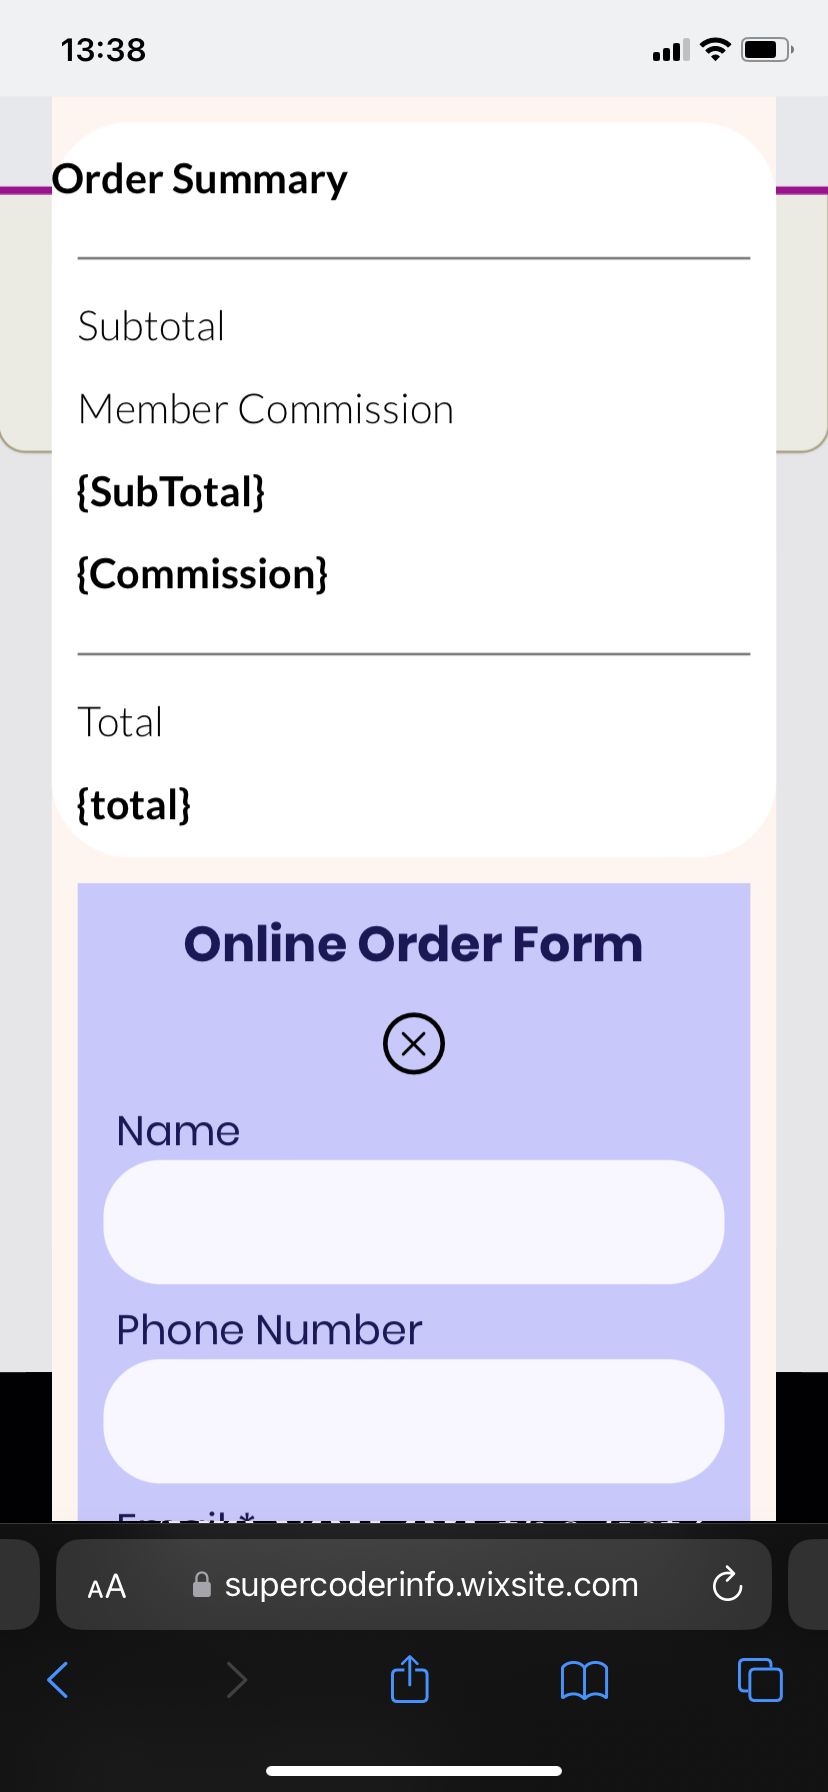 13:38
Order Summary
Subtotal
Member Commission
{SubTotal}
{Commission}
Total
{total}
Online Order Form
Name
Phone Number
AA supercoderinfo.wixsite.com